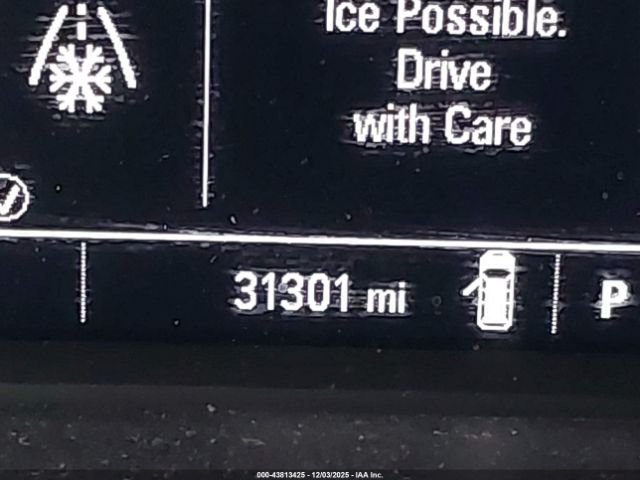 Ice Possible.
Drive
with Care
31301 mi
P
000-43813425 - 12/03/2025 - IAA Inc.